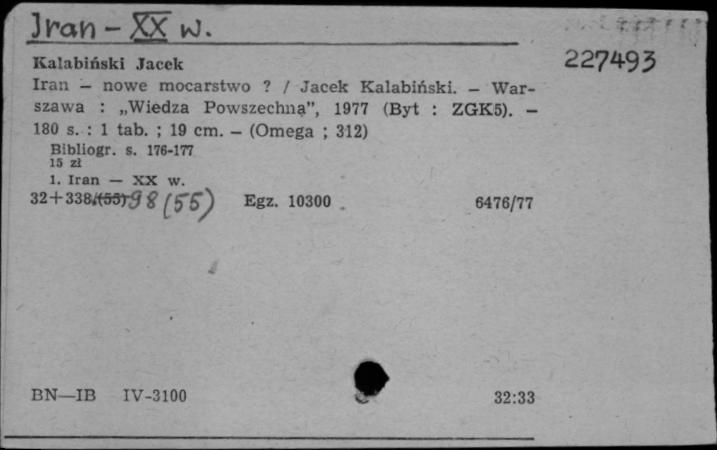 Iran - XX w.
227493
Kalabiński Jacek
Iran — nowe mocarstwo ? / Jacek Kalabiński. — War-
szawa : „Wiedza Powszechna”, 1977 (Byt : ZGK5). —
180 s. : 1 tab. ; 19 cm. — (Omega ; 312)
Bibliogr. s. 176-177
15 zł
1. Iran — XX w.
32+338/(55) 98 (55) Egz. 10300 6476/77
BN—IB IV-3100 32:33